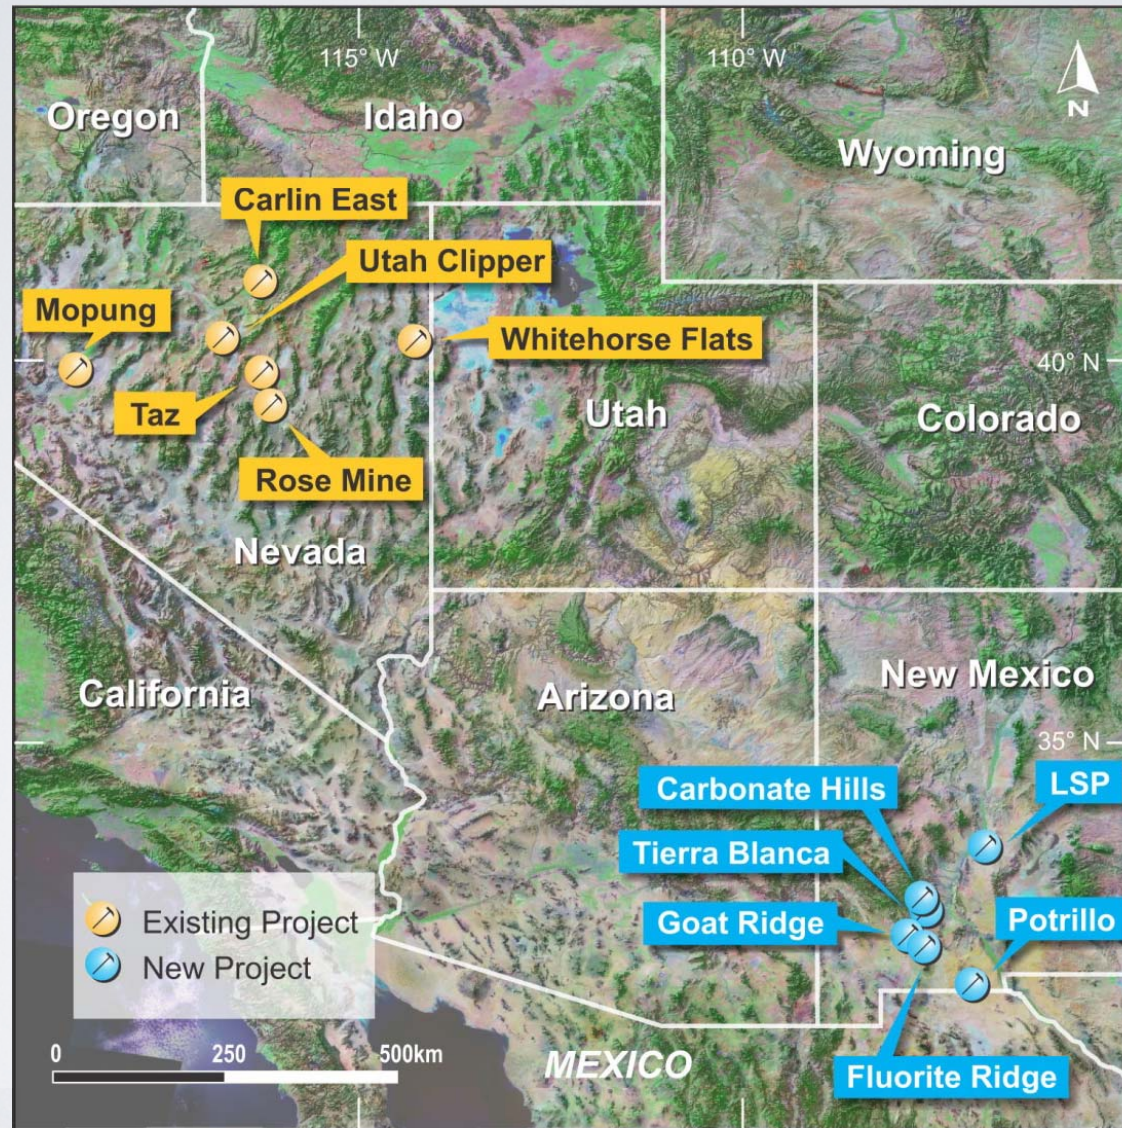 115° W
110° W
N
Oregon
Idaho
Wyoming
Carlin East
Utah Clipper
Mopung
Whitehorse Flats
40° N
Taz
Utah
Colorado
Rose Mine
Nevada
New Mexico
California
Arizona
35° N
Carbonate Hills
LSP
Tierra Blanca
Goat Ridge
Potrillo
Existing Project
New Project
0 250 500km
MEXICO
Fluorite Ridge